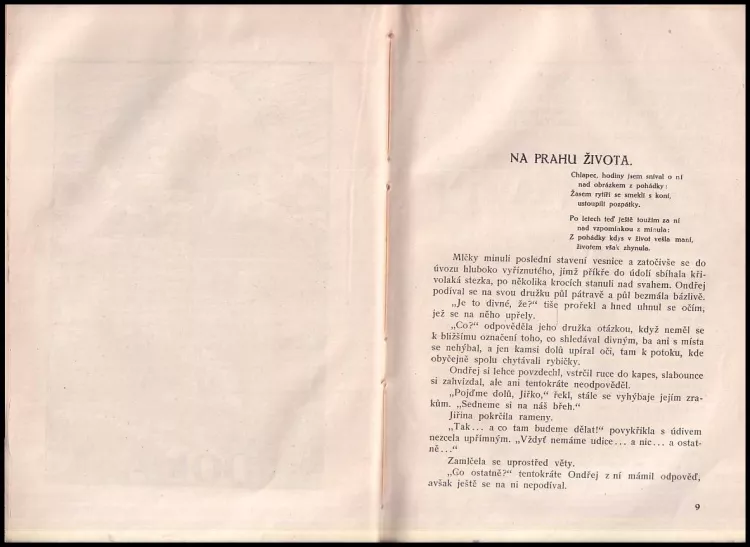 NA PRAHU ŽIVOTA.
Chlapec, hodiny jsem sníval o ní
nad obrázkem z pohádky:
Žasem rytíři se smekli s koní,
ustoupili pozpátky.
Po letech teď ještě toužím za ní
nad vzpomínkou z minula:
Z pohádky kdys v život vešla maní,
životem však zhynula.
Mlčky minuli poslední stavení vesnice a zatočivše se do
úvozu hluboko vyříznutého, jímž příkře do údolí sbíhala kři-
volaká stezka, po několika krocích stanuli nad svahem. Ondřej
podíval se na svou družku půl pátravě a půl bezmála bázlivě.
„Je to divné, že?“ tiše prořekl a hned uhnul se očím,
jež se na něho upřely.
„Co?“ odpověděla jeho družka otázkou, když neměl se
k bližšímu označení toho, co shledával divným, ba ani s místa
se nehýbal, a jen kamsi dolů upíral oči, tam k potoku, kde
obyčejně spolu chytávali rybičky.
Ondřej si lehce povzdechl, vstrčil ruce do kapes, slabounce
si zahvízdal, ale ani tentokráte neodpověděl.
„Pojďme dolů, Jiřko,“ řekl, stále se vyhýbaje jejím zra-
kům. „Sedneme si na náš břeh.“
Jiřina pokrčila rameny.
„Tak... a co tam budeme dělat!“ povykřikla s údivem
nezcela upřímným. „Vždyť nemáme udice... a nic... a ostat-
ně...“
Zamlčela se uprostřed věty.
„Co ostatně?“ tentokráte Ondřej z ní mámil odpověď,
avšak ještě se na ni nepodíval.
9